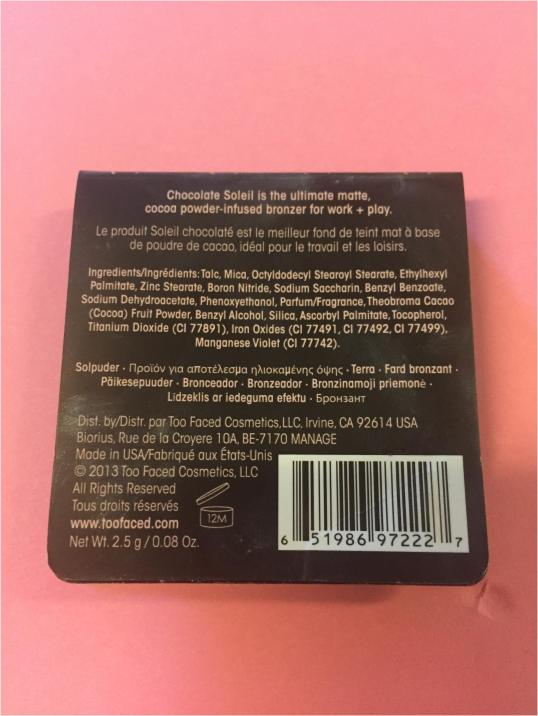 Chocolate Soleil is the ultimate matte,
cocoa powder-infused bronzer for work + play.
Le produit Soleil chocolaté est le meilleur fond de teint mat à base
de poudre de cacao, idéal pour le travail et les loisirs.
Ingredients/Ingrédients: Talc, Mica, Octyldodecyl Stearoyl Stearate, Ethylhexyl
Palmitate, Zinc Stearate, Boron Nitride, Sodium Saccharin, Benzyl Benzoate,
Sodium Dehydroacetate, Phenoxyethanol, Parfum/Fragrance, Theobroma Cacao
(Cocoa) Fruit Powder, Benzyl Alcohol, Silica, Ascorbyl Palmitate, Tocopherol,
Titanium Dioxide (CI 77891), Iron Oxides (CI 77491, CI 77492, CI 77499),
Manganese Violet (CI 77742).
Solpuder · Προϊόν για αποτέλεσμα ηλιοκαμένης όψης · Terra · Fard bronzant ·
Päikesepuuder · Bronceador · Bronzeador · Bronzinamoji priemonė ·
Līdzeklis ar iedeguma efektu · Бронзант
Dist. by/Distr. par Too Faced Cosmetics, LLC, Irvine, CA 92614 USA
Biorius, Rue de la Croyere 10A, BE-7170 MANAGE
Made in USA/Fabriqué aux États-Unis
© 2013 Too Faced Cosmetics, LLC
All Rights Reserved
Tous droits réservés
www.toofaced.com
12M
Net Wt. 2.5 g / 0.08 Oz.
6 51986 97222 7